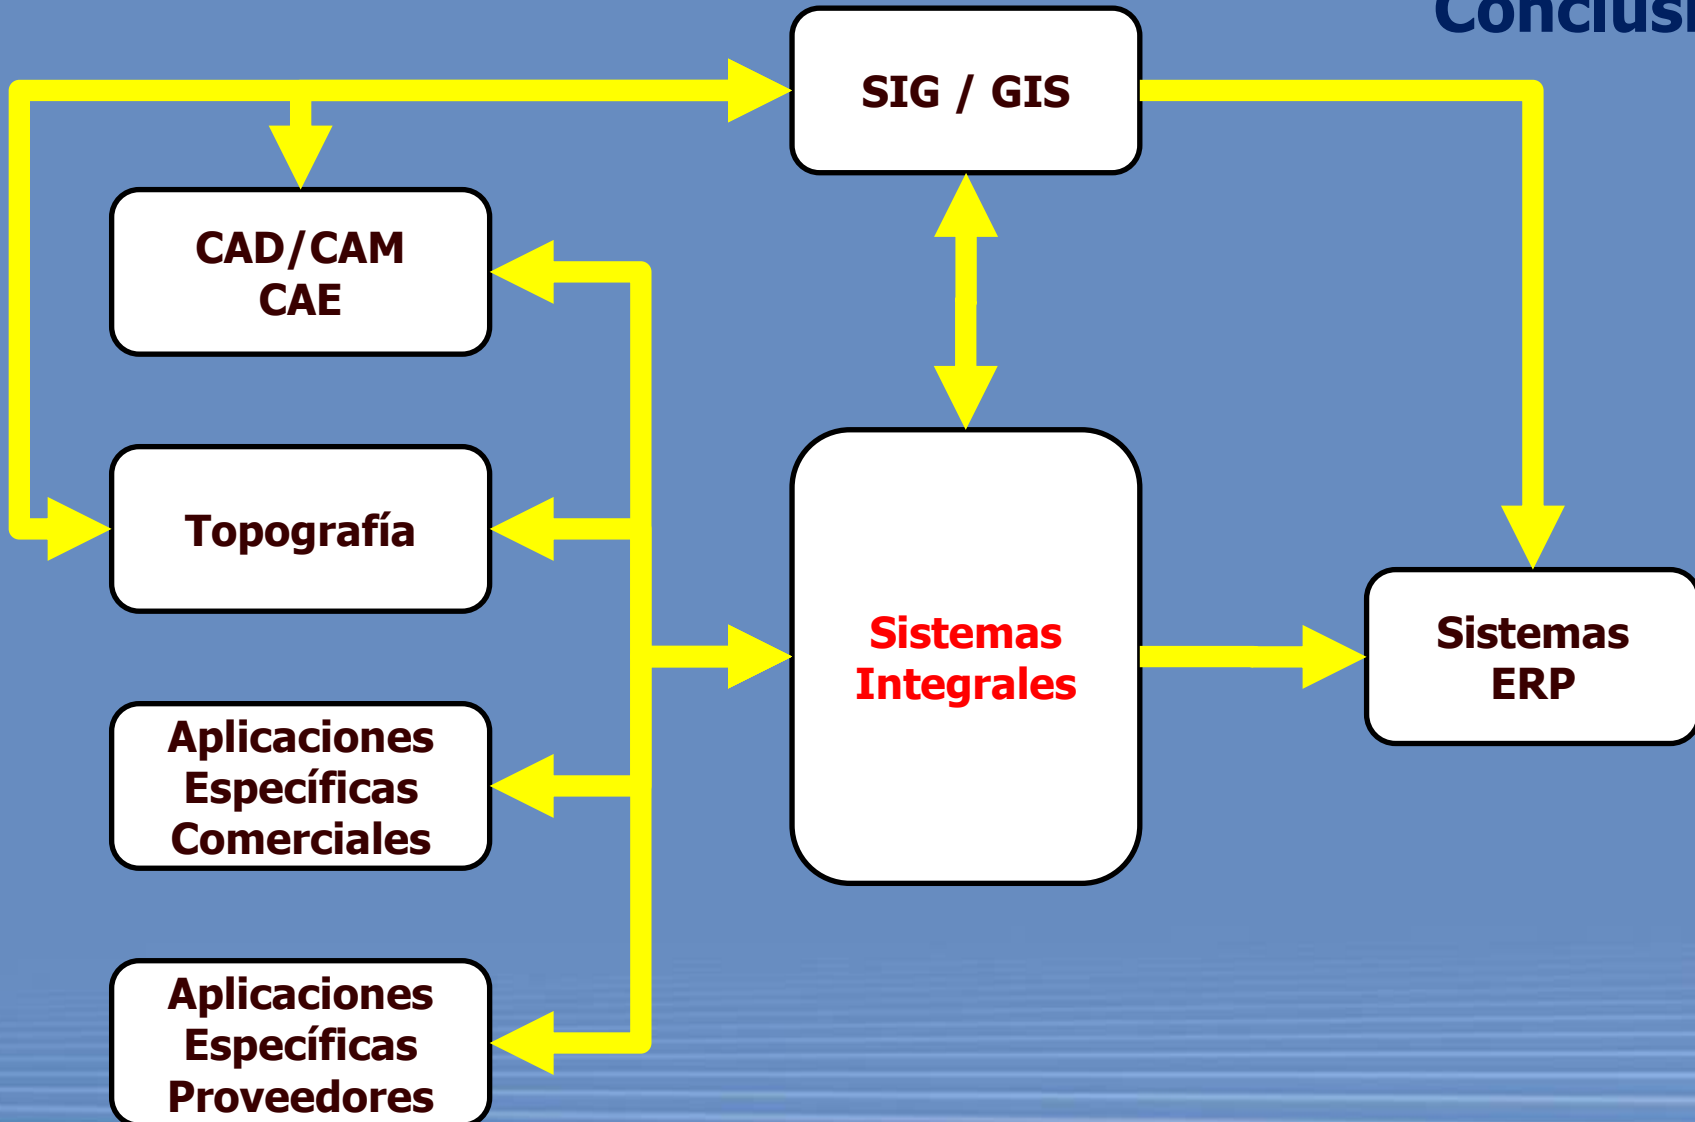 SIG / GIS
CAD/CAM
CAE
Topografía
Sistemas
Integrales
Sistemas
ERP
Aplicaciones
Específicas
Comerciales
Aplicaciones
Específicas
Proveedores